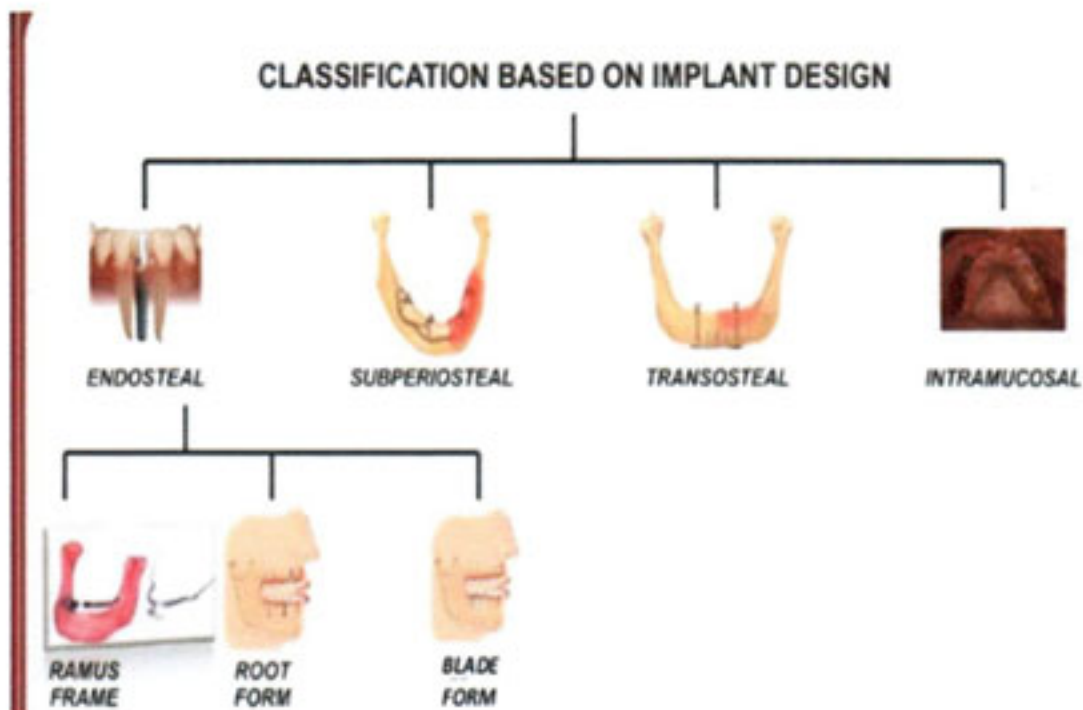 CLASSIFICATION BASED ON IMPLANT DESIGN
ENDOSTEAL
SUBPERIOSTEAL
TRANSOSTEAL
INTRAMUCOSAL
RAMUS
FRAME
ROOT
FORM
BLADE
FORM